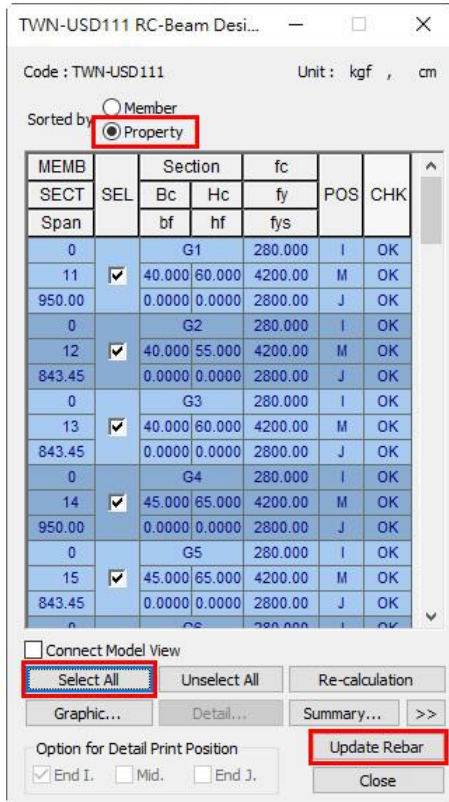 TWN-USD111 RC-Beam Desi...
Code : TWN-USD111 Unit : kgf , cm
Sorted by
Member
Property
MEMB SEL Section fc POS CHK
SECT Bc Hc fy
Span bf hf fys
0 G1 280.000 I OK
11 40.000 60.000 4200.00 M OK
950.00 0.0000 0.0000 2800.00 J OK
0 G2 280.000 I OK
12 40.000 55.000 4200.00 M OK
843.45 0.0000 0.0000 2800.00 J OK
0 G3 280.000 I OK
13 40.000 60.000 4200.00 M OK
843.45 0.0000 0.0000 2800.00 J OK
0 G4 280.000 I OK
14 45.000 65.000 4200.00 M OK
950.00 0.0000 0.0000 2800.00 J OK
0 G5 280.000 I OK
15 45.000 65.000 4200.00 M OK
843.45 0.0000 0.0000 2800.00 J OK
0 G6 280.000 I OK
Connect Model View
Select All Unselect All Re-calculation
Graphic... Detail... Summary... >>
Option for Detail Print Position Update Rebar
End I. Mid. End J. Close